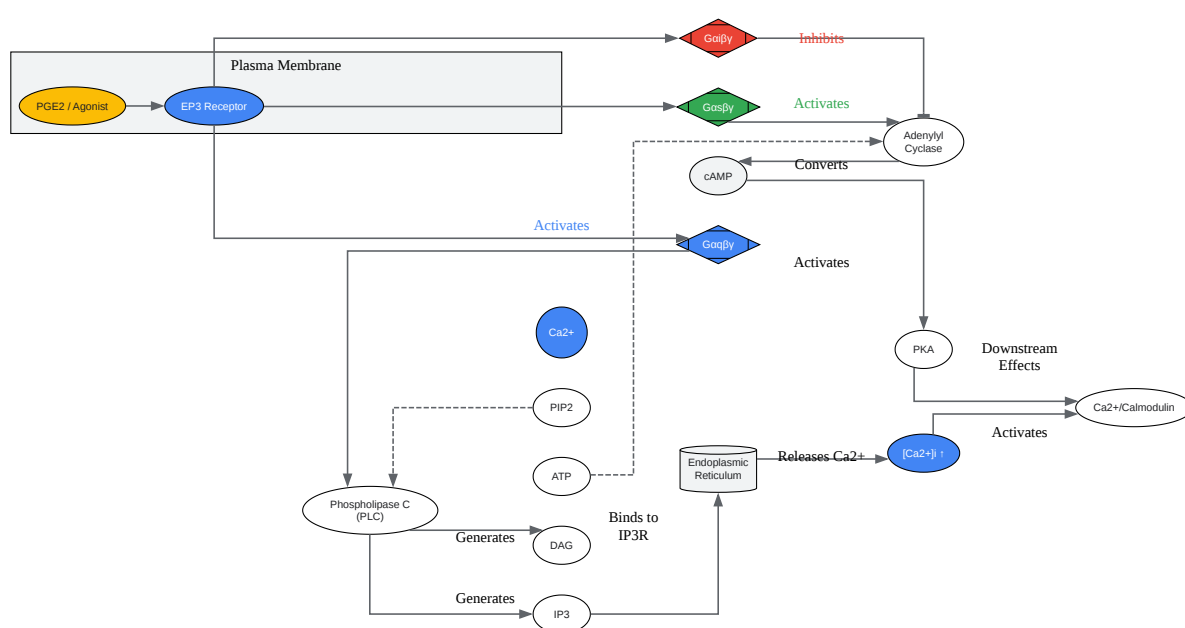 Gαiβγ
Inhibits
Plasma Membrane
PGE2 / Agonist
EP3 Receptor
Gαsβγ
Activates
Adenylyl
Cyclase
Converts
cAMP
Activates
Gαqβγ
Activates
Ca2+
PKA
Downstream
Effects
PIP2
Ca2+/Calmodulin
Activates
Releases Ca2+
[Ca2+]i ↑
Endoplasmic
Reticulum
ATP
Phospholipase C
(PLC)
Binds to
IP3R
Generates
DAG
Generates
IP3